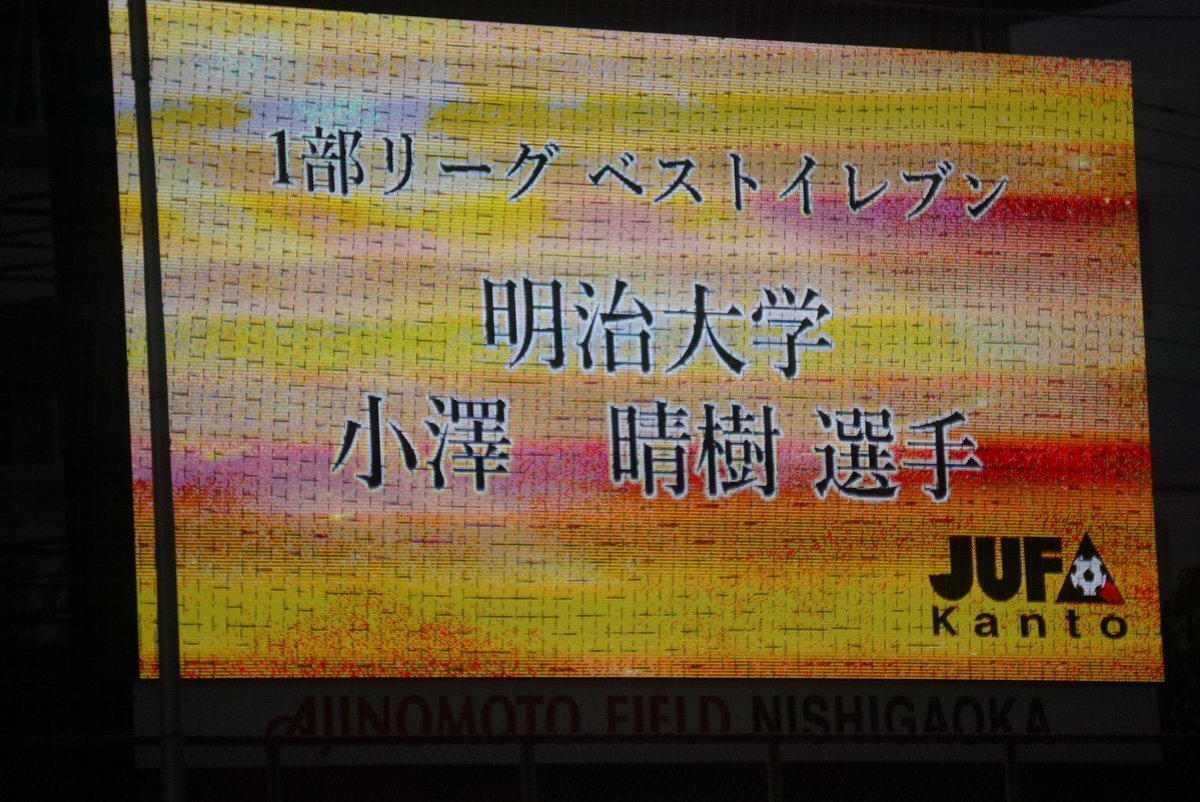 1部リーグ ベストイレブン
明治大学
小澤　晴樹 選手
JUFA
Kanto
AJINOMOTO FIELD NISHIGAOKA